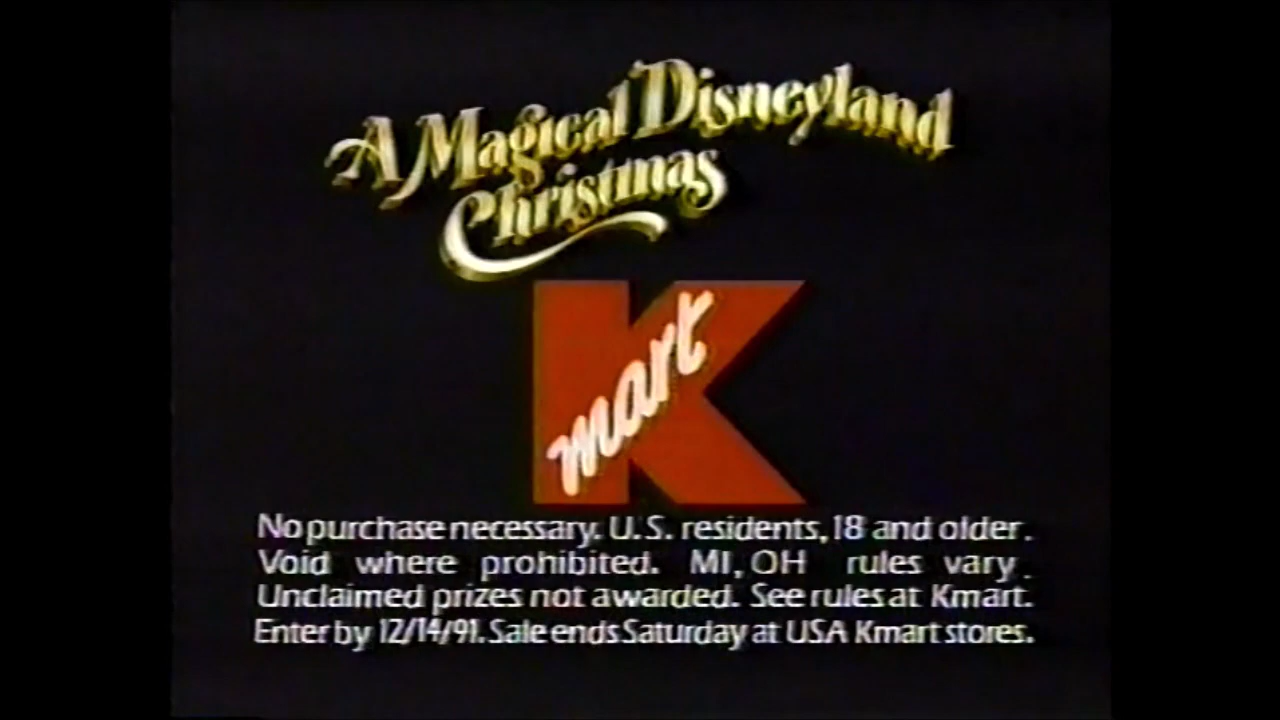 A Magical Disneyland
Christmas
K
mart
No purchase necessary. U.S. residents, 18 and older.
Void where prohibited. MI, OH rules vary.
Unclaimed prizes not awarded. See rules at Kmart.
Enter by 12/14/91. Sale ends Saturday at USA Kmart stores.